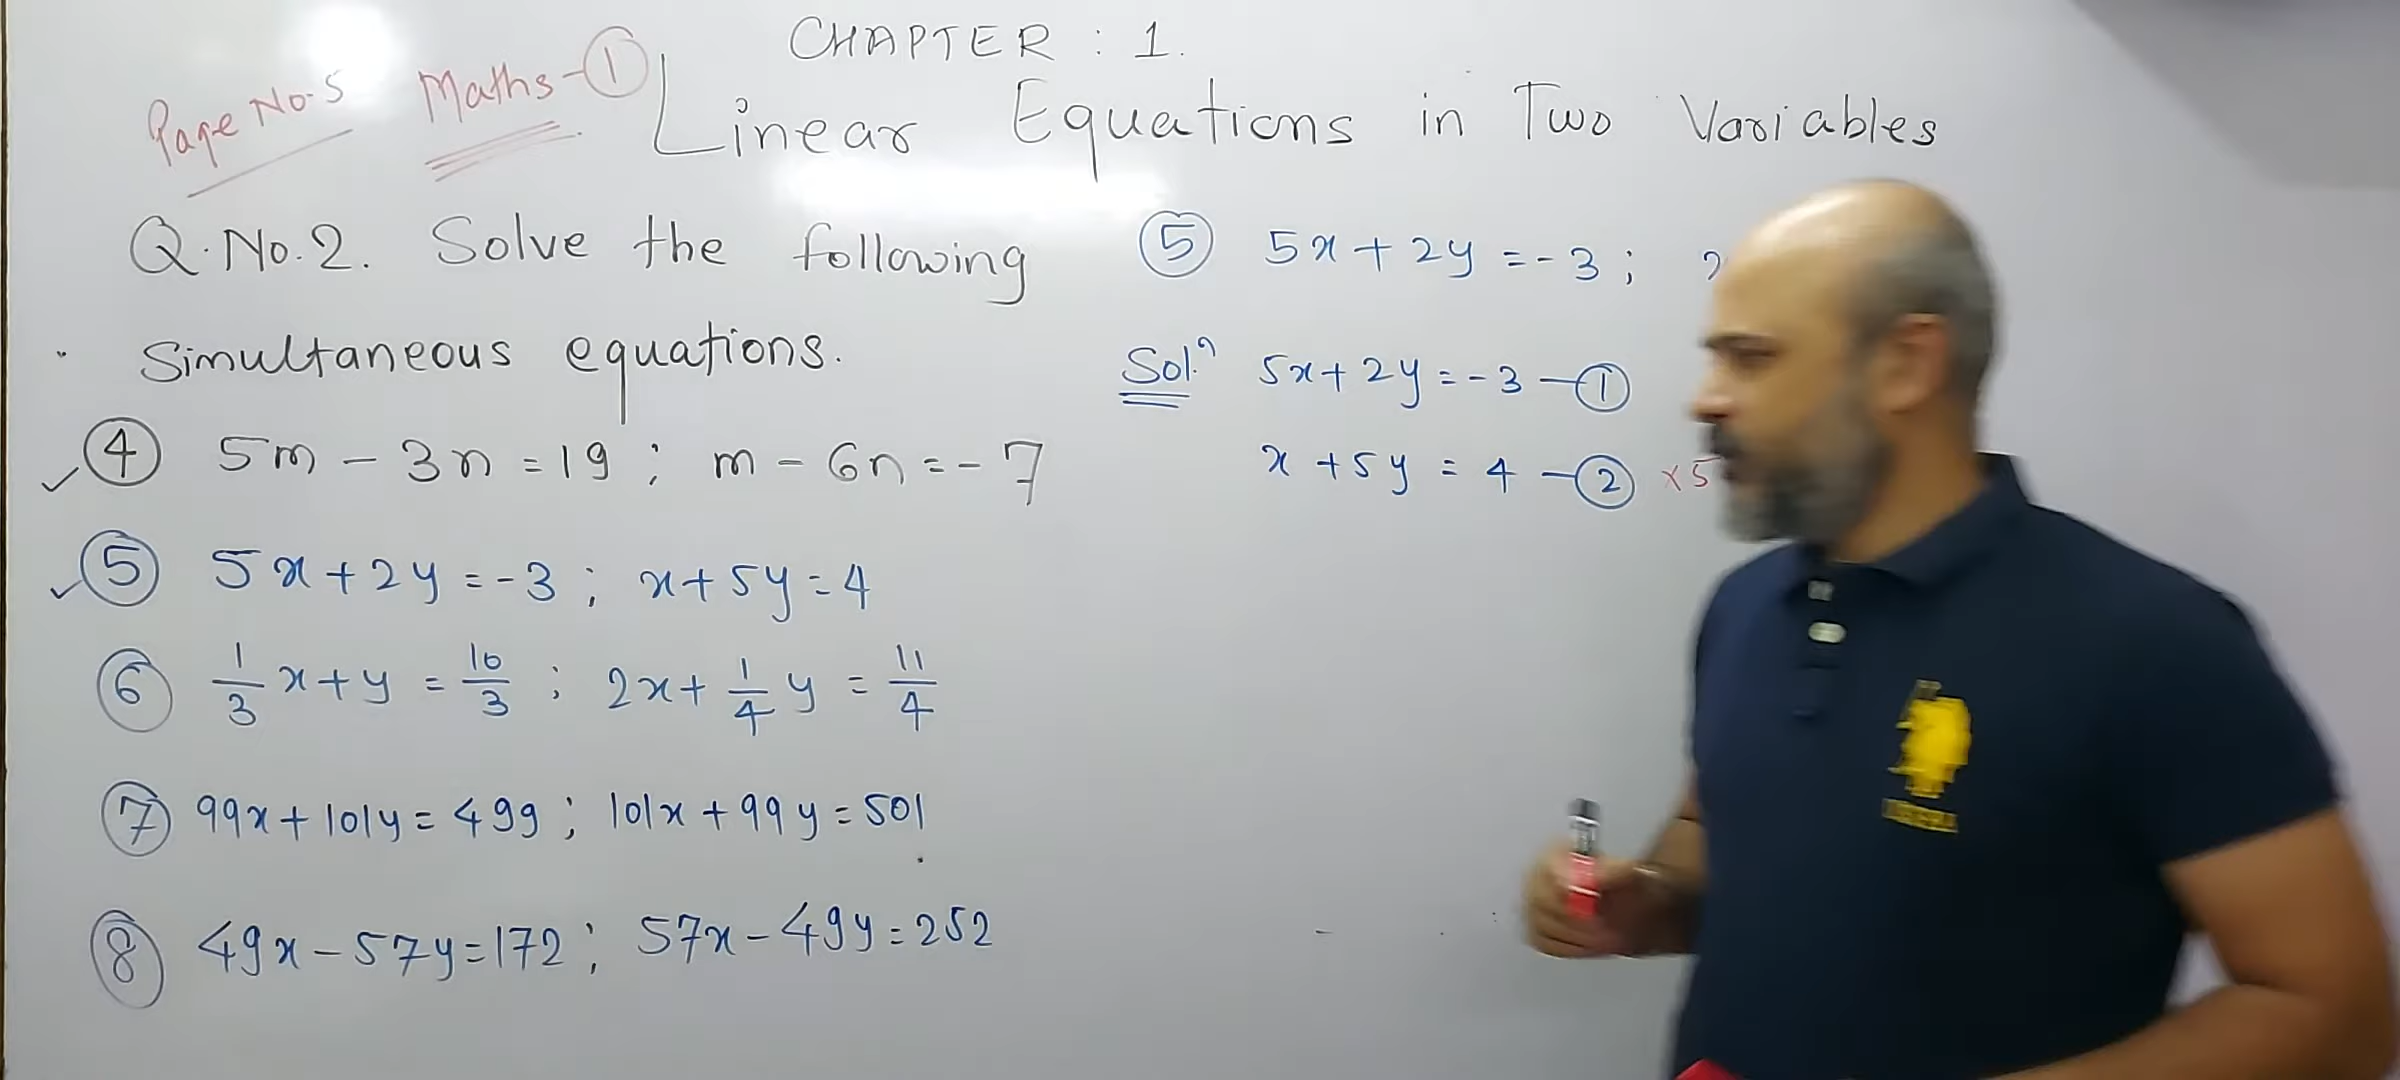 CHAPTER : 1.
Page No-5 Maths-①
Linear Equations in Two Variables
Q.No.2. Solve the following
simultaneous equations.
④ 5m - 3n = 19 ; m - 6n = -7
⑤ 5x + 2y = -3 ; x + 5y = 4
⑥ 1/3 x + y = 10/3 ; 2x + 1/4 y = 11/4
⑦ 99x + 101y = 499 ; 101x + 99y = 501
⑧ 49x - 57y = 172 ; 57x - 49y = 252
⑤ 5x + 2y = -3 ;
Sol.ⁿ 5x + 2y = -3 — ①
x + 5y = 4 — ② ×5